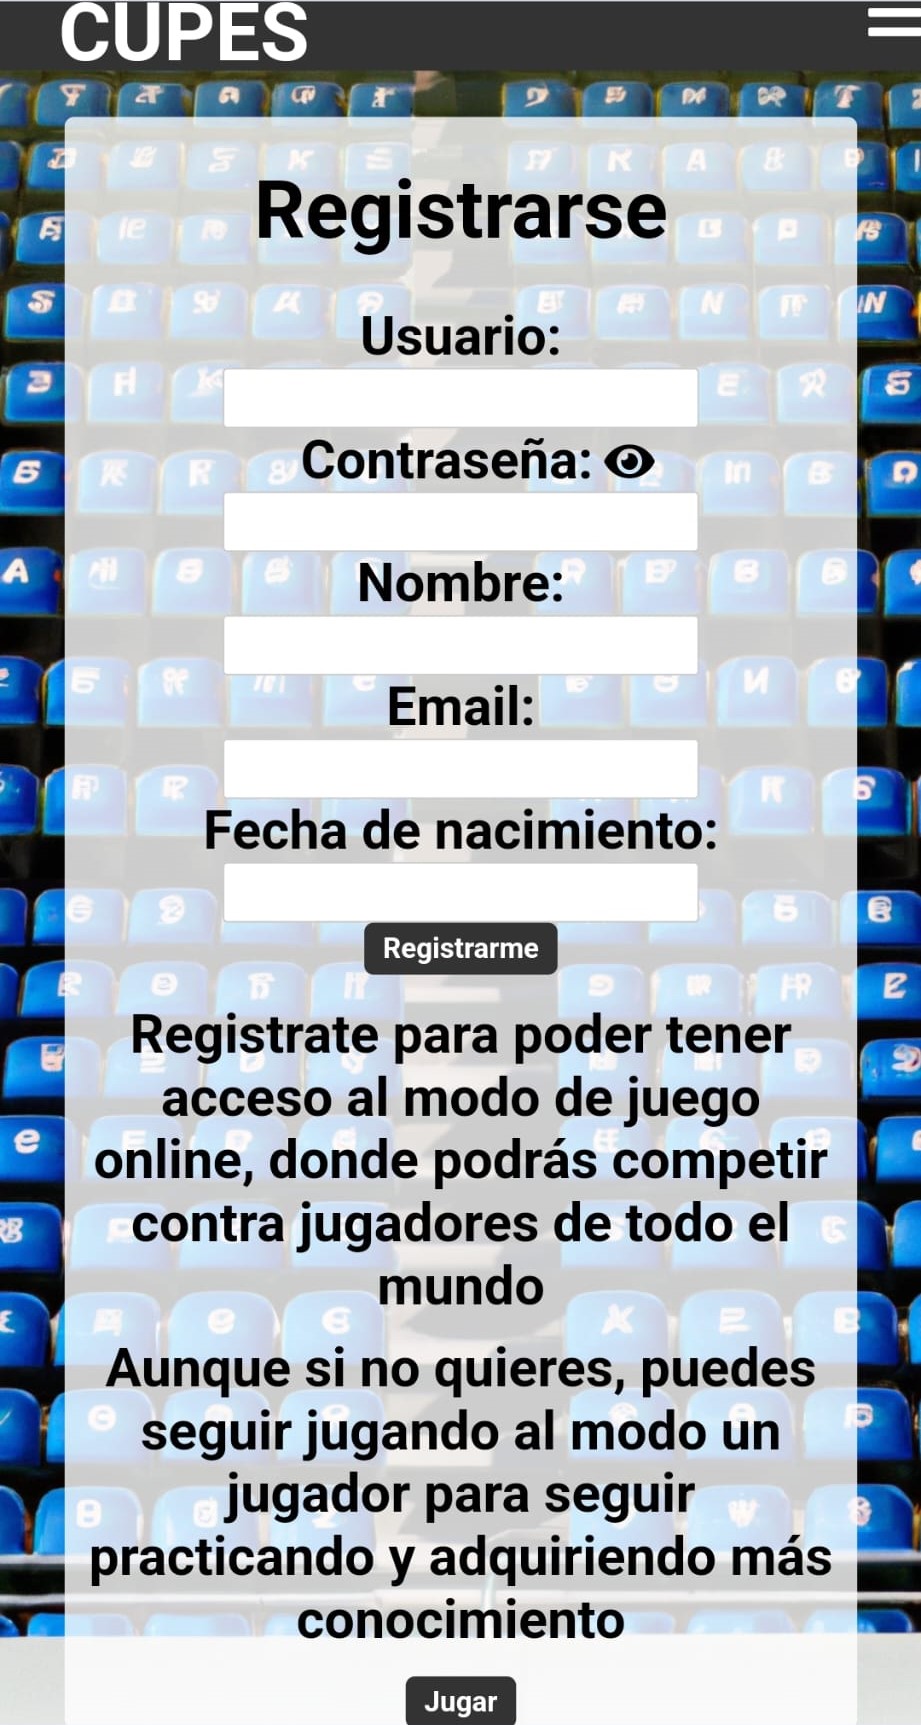 CUPES
Registrarse
Usuario:
Contraseña:
Nombre:
Email:
Fecha de nacimiento:
Registrarme
Registrate para poder tener
acceso al modo de juego
online, donde podrás competir
contra jugadores de todo el
mundo
Aunque si no quieres, puedes
seguir jugando al modo un
jugador para seguir
practicando y adquiriendo más
conocimiento
Jugar